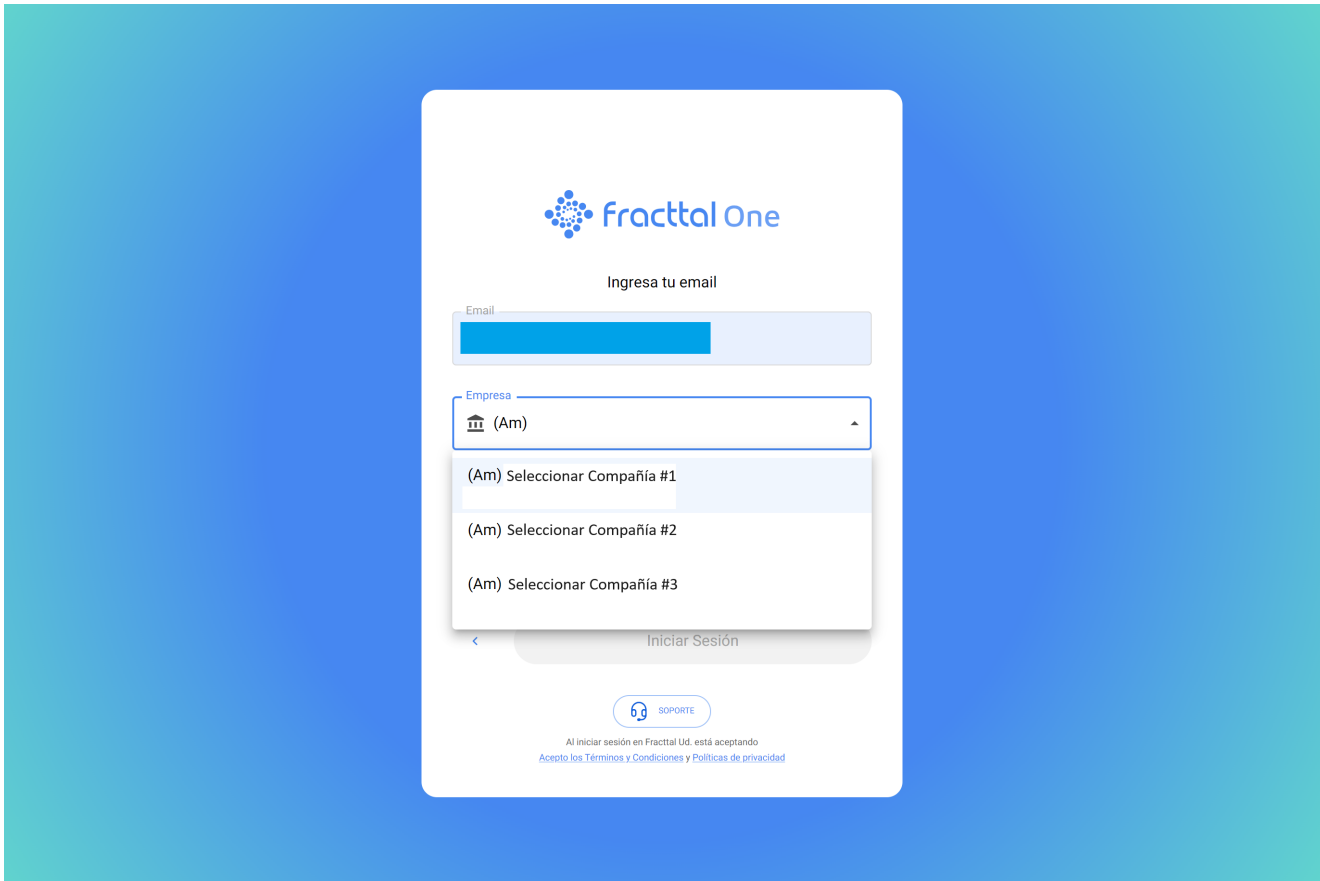 fracttal One
Ingresa tu email
Email
Empresa
(Am)
(Am) Seleccionar Compañía #1
(Am) Seleccionar Compañía #2
(Am) Seleccionar Compañía #3
Iniciar Sesión
SOPORTE
Al iniciar sesión en Fracttal Ud. está aceptando
Acepto los Términos y Condiciones y Políticas de privacidad